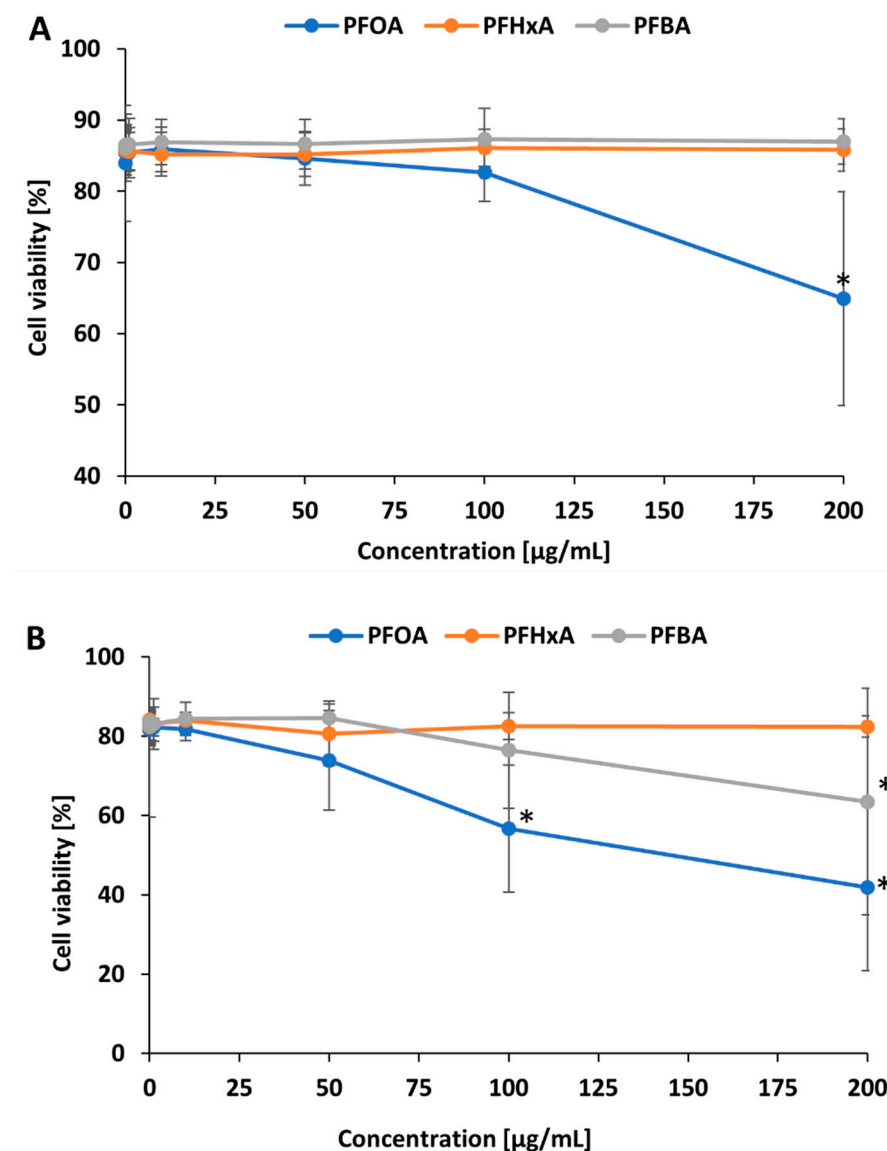 A
PFOA PFHxA PFBA
100
90
80
70
60
50
40
Cell viability [%]
*
0 25 50 75 100 125 150 175 200
Concentration [µg/mL]
B
PFOA PFHxA PFBA
100
80
60
40
20
0
Cell viability [%]
*
*
*
0 25 50 75 100 125 150 175 200
Concentration [µg/mL]